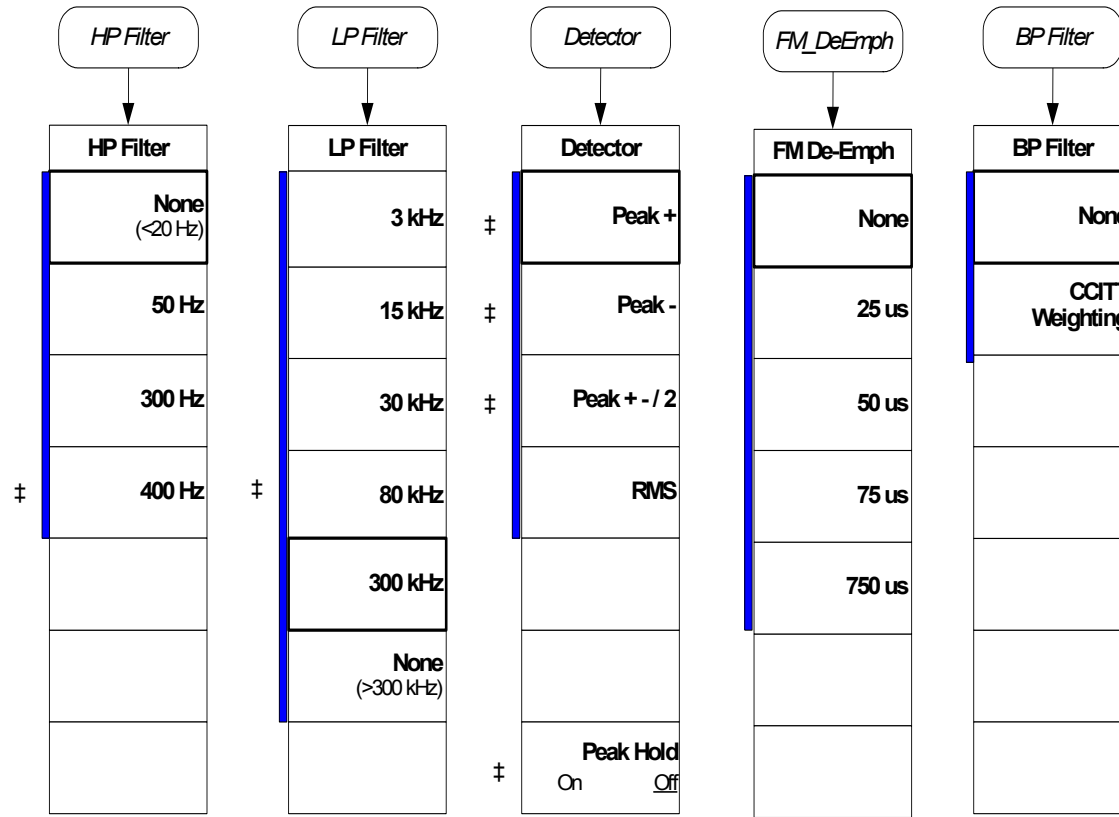 HP Filter
HP Filter
None
(<20 Hz)
50 Hz
300 Hz
‡ 400 Hz
LP Filter
LP Filter
3 kHz
15 kHz
30 kHz
‡ 80 kHz
300 kHz
None
(>300 kHz)
Detector
Detector
‡ Peak +
‡ Peak -
‡ Peak + - / 2
RMS
‡ Peak Hold
On Off
FM_DeEmph
FM De-Emph
None
25 us
50 us
75 us
750 us
BP Filter
BP Filter
None
CCITT
Weighting